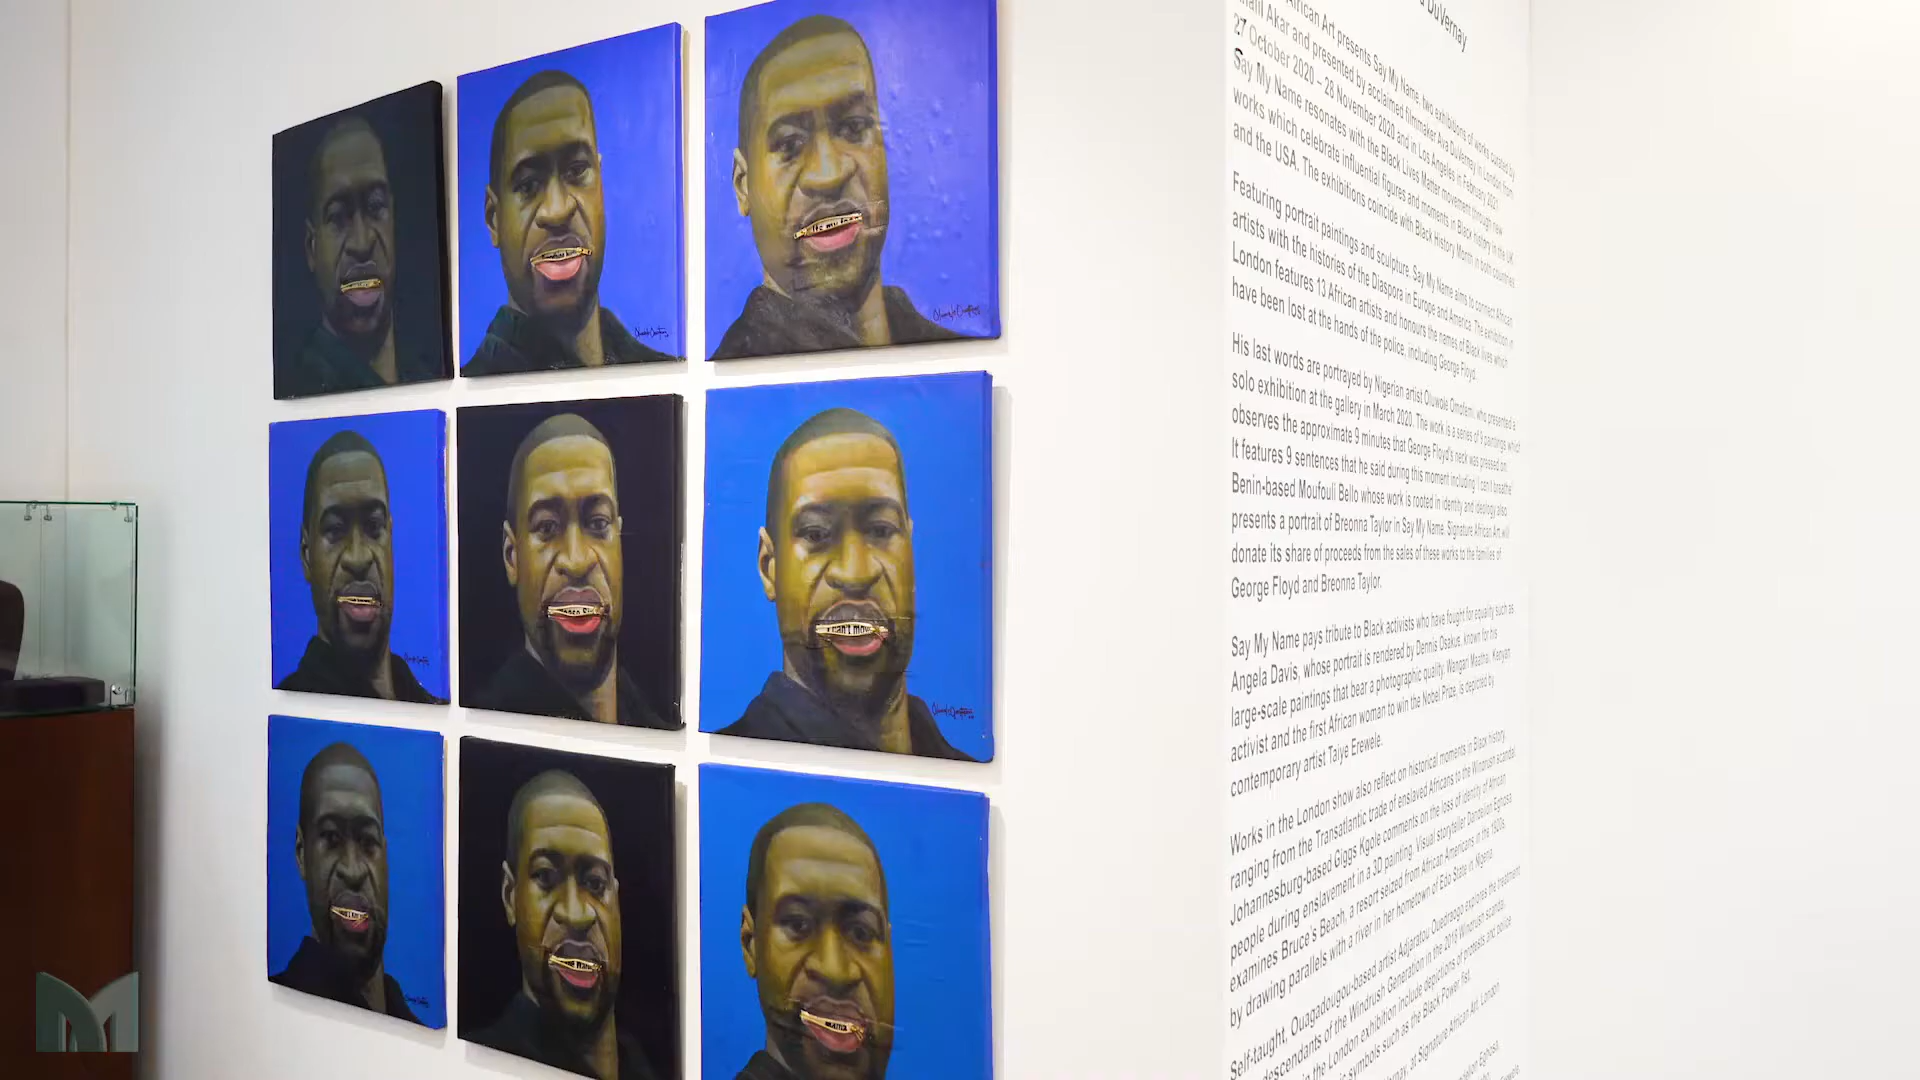 DuVernay
African Art presents Say My Name, two exhibitions of works curated by
Akar and presented by acclaimed filmmaker Ava DuVernay in London from
27 October 2020 – 28 November 2020 and in Los Angeles in February 2021.
Say My Name resonates with the Black Lives Matter movement through new
works which celebrate influential figures and moments in Black history in the UK
and the USA. The exhibitions coincide with Black History Month in both countries
Featuring portrait paintings and sculpture, Say My Name aims to connect African
artists with the histories of the Diaspora in Europe and America. The exhibition in
London features 13 African artists and honours the names of Black lives which
have been lost at the hands of the police, including George Floyd.
His last words are portrayed by Nigerian artist Oluwole Omofemi, who presented a
solo exhibition at the gallery in March 2020. The work is a series of 9 paintings which
observes the approximate 9 minutes that George Floyd's neck was pressed on.
It features 9 sentences that he said during this moment including 'I can't breathe'
Benin-based Moufouli Bello whose work is rooted in identity and ideology also
presents a portrait of Breonna Taylor in Say My Name. Signature African Art will
donate its share of proceeds from the sales of these works to the families of
George Floyd and Breonna Taylor.
Say My Name pays tribute to Black activists who have fought for equality such as
Angela Davis, whose portrait is rendered by Dennis Osakue, known for his
large-scale paintings that bear a photographic quality. Wangari Maathai, Kenyan
activist and the first African woman to win the Nobel Prize, is depicted by
contemporary artist Taiye Erewele.
Works in the London show also reflect on historical moments in Black history,
ranging from the Transatlantic trade of enslaved Africans to the Windrush scandal.
Johannesburg-based Giggs Kgole comments on the loss of identity of African
people during enslavement in a 3D painting. Visual storyteller Dandelion Eghosa
examines Bruce's Beach, a resort seized from African Americans in the 1920s,
by drawing parallels with a river in her hometown of Edo State in Nigeria.
Self-taught, Ouagadougou-based artist Adjaratou Ouedraogo explores the treatment
descendants of the Windrush Generation in the 2018 Windrush scandal.
in the London exhibition include depictions of protests and police
symbols such as the Black Power fist.
at Signature African Art, London
Eghosa,
Erewele,
It's my face
I can't move
mama
M